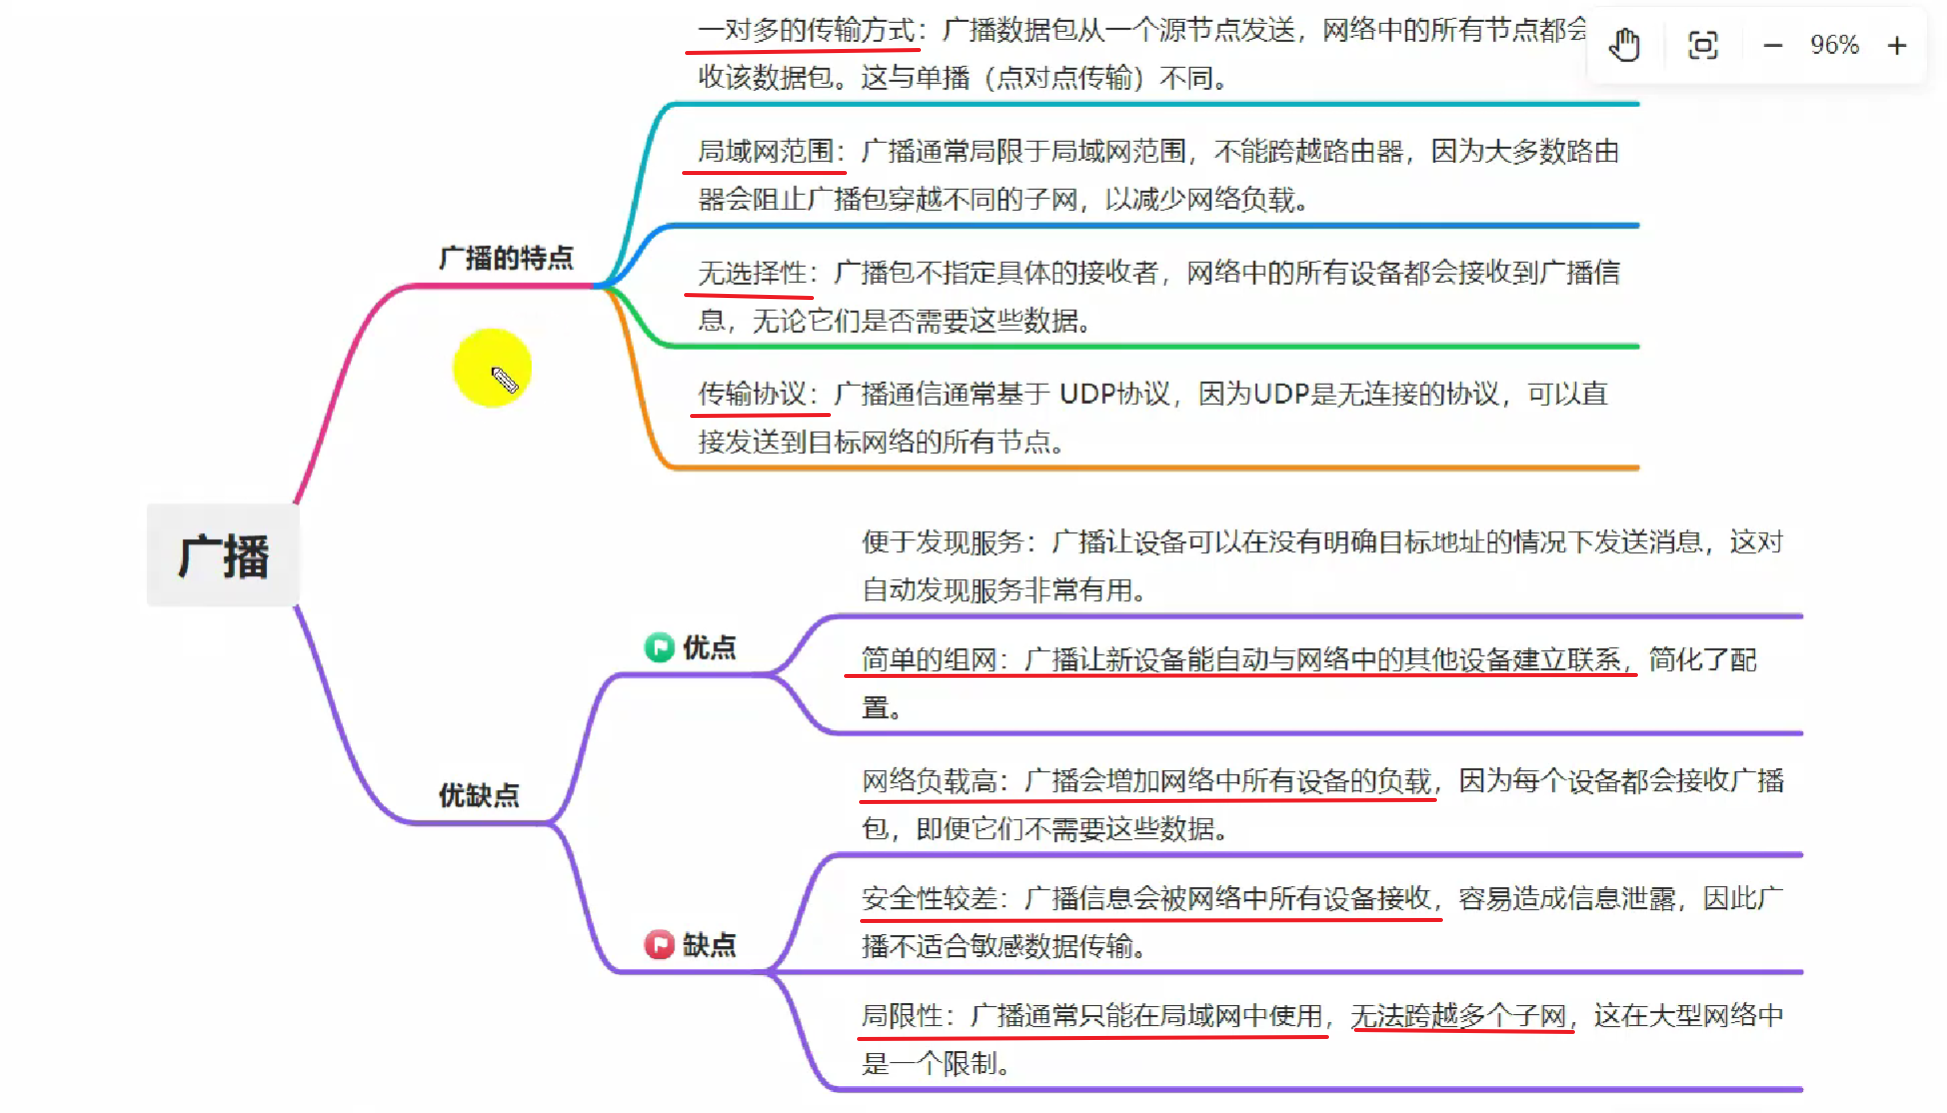 一对多的传输方式：广播数据包从一个源节点发送，网络中的所有节点都会
收该数据包。这与单播（点对点传输）不同。
96%
局域网范围：广播通常局限于局域网范围，不能跨越路由器，因为大多数路由
器会阻止广播包穿越不同的子网，以减少网络负载。
广播的特点
无选择性：广播包不指定具体的接收者，网络中的所有设备都会接收到广播信
息，无论它们是否需要这些数据。
传输协议：广播通信通常基于 UDP协议，因为UDP是无连接的协议，可以直
接发送到目标网络的所有节点。
广播
便于发现服务：广播让设备可以在没有明确目标地址的情况下发送消息，这对
自动发现服务非常有用。
优点
简单的组网：广播让新设备能自动与网络中的其他设备建立联系，简化了配
置。
优缺点
网络负载高：广播会增加网络中所有设备的负载，因为每个设备都会接收广播
包，即便它们不需要这些数据。
缺点
安全性较差：广播信息会被网络中所有设备接收，容易造成信息泄露，因此广
播不适合敏感数据传输。
局限性：广播通常只能在局域网中使用，无法跨越多个子网，这在大型网络中
是一个限制。